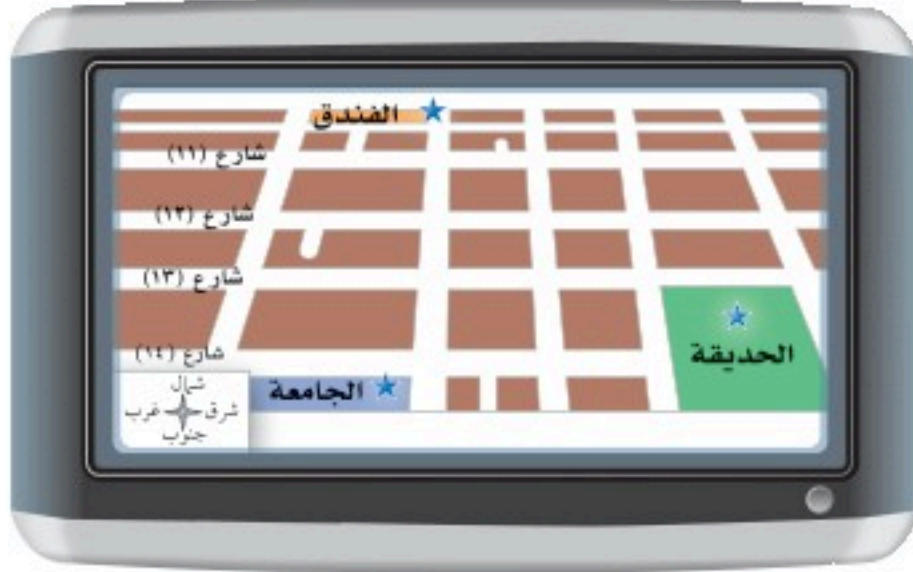 الفندق
شارع (١١)
شارع (١٢)
شارع (١٣)
الحديقة
شارع (١٤)
الجامعة
شمال
شرق غرب
جنوب